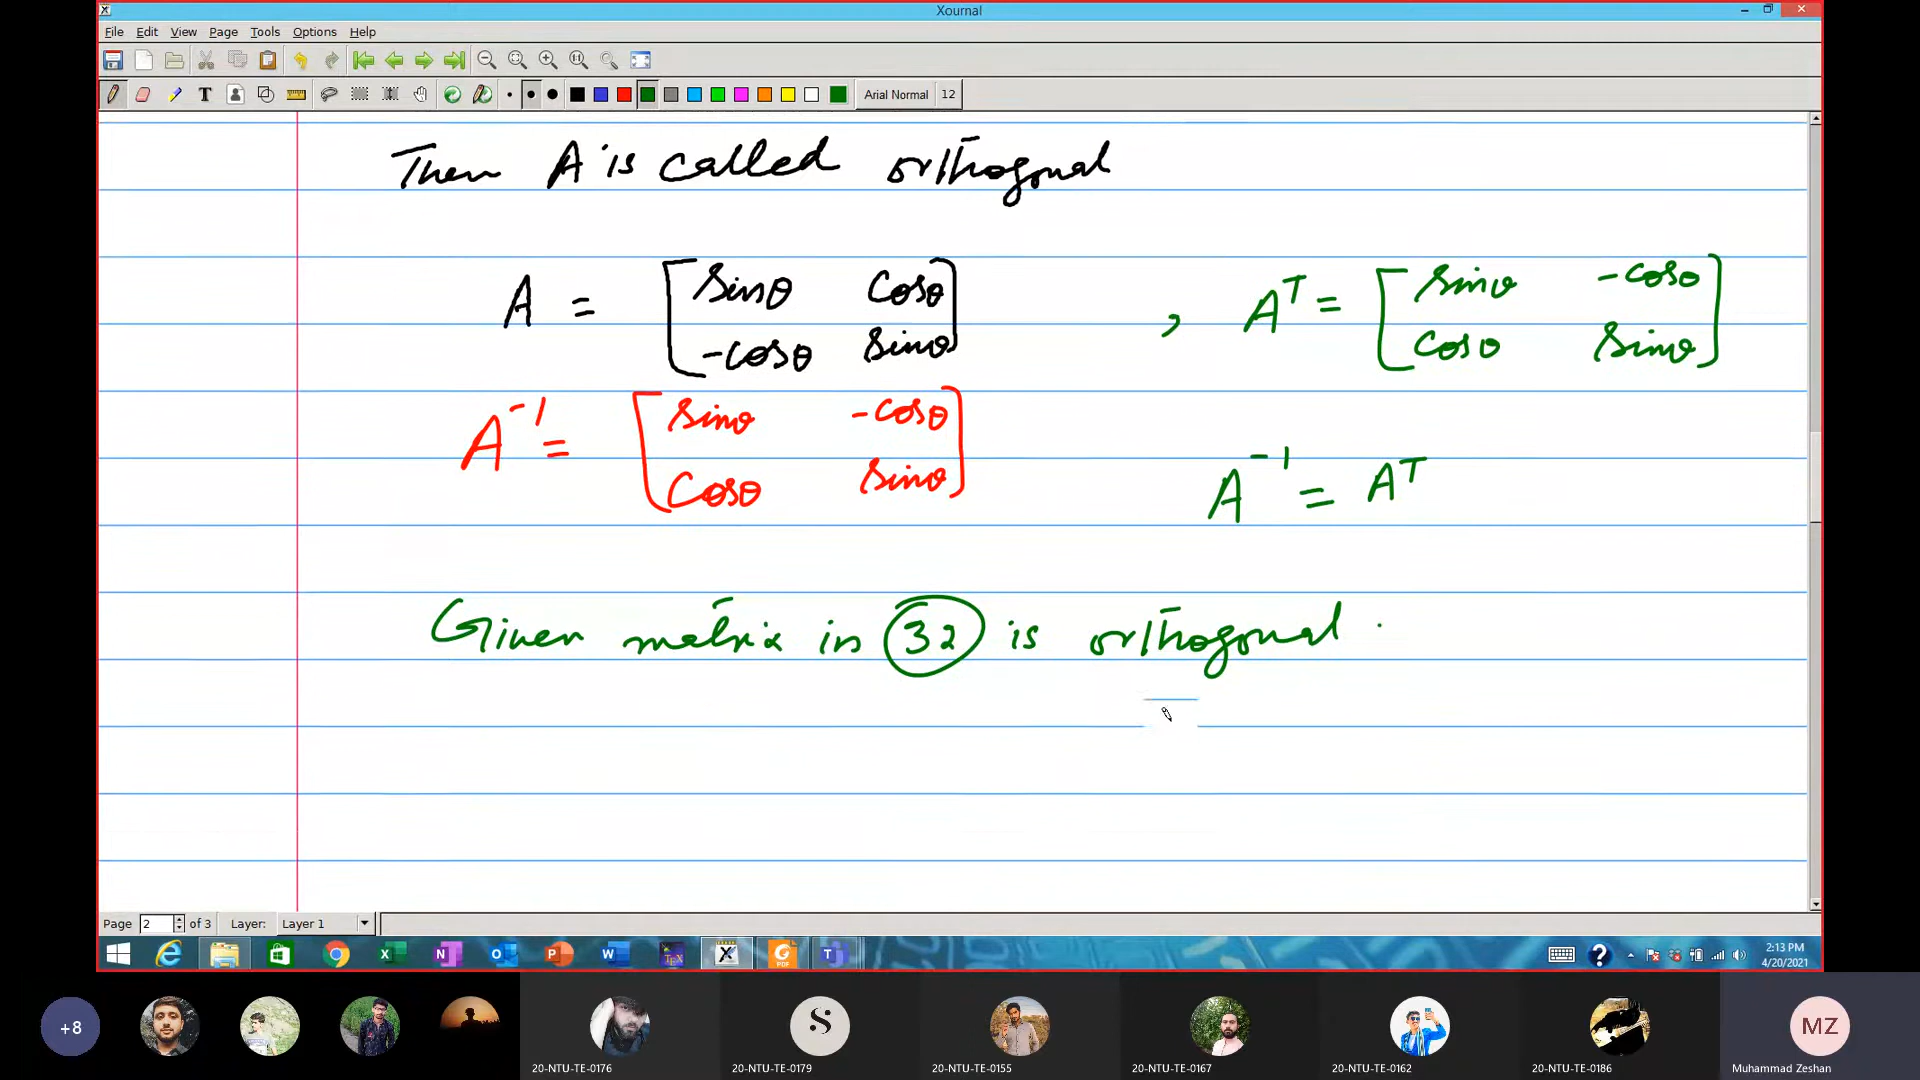 Xournal
File Edit View Page Tools Options Help
Arial Normal 12
Then A is called orthogonal
A = [sinθ cosθ
-cosθ sinθ]
, Aᵀ = [sinθ -cosθ
cosθ sinθ]
A⁻¹ = [sinθ -cosθ
cosθ sinθ]
A⁻¹ = Aᵀ
Given matrix in 32 is orthogonal.
Page 2 of 3 Layer: Layer 1
2:13 PM
4/20/2021
+8
S
MZ
20-NTU-TE-0176 20-NTU-TE-0179 20-NTU-TE-0155 20-NTU-TE-0167 20-NTU-TE-0162 20-NTU-TE-0186 Muhammad Zeshan